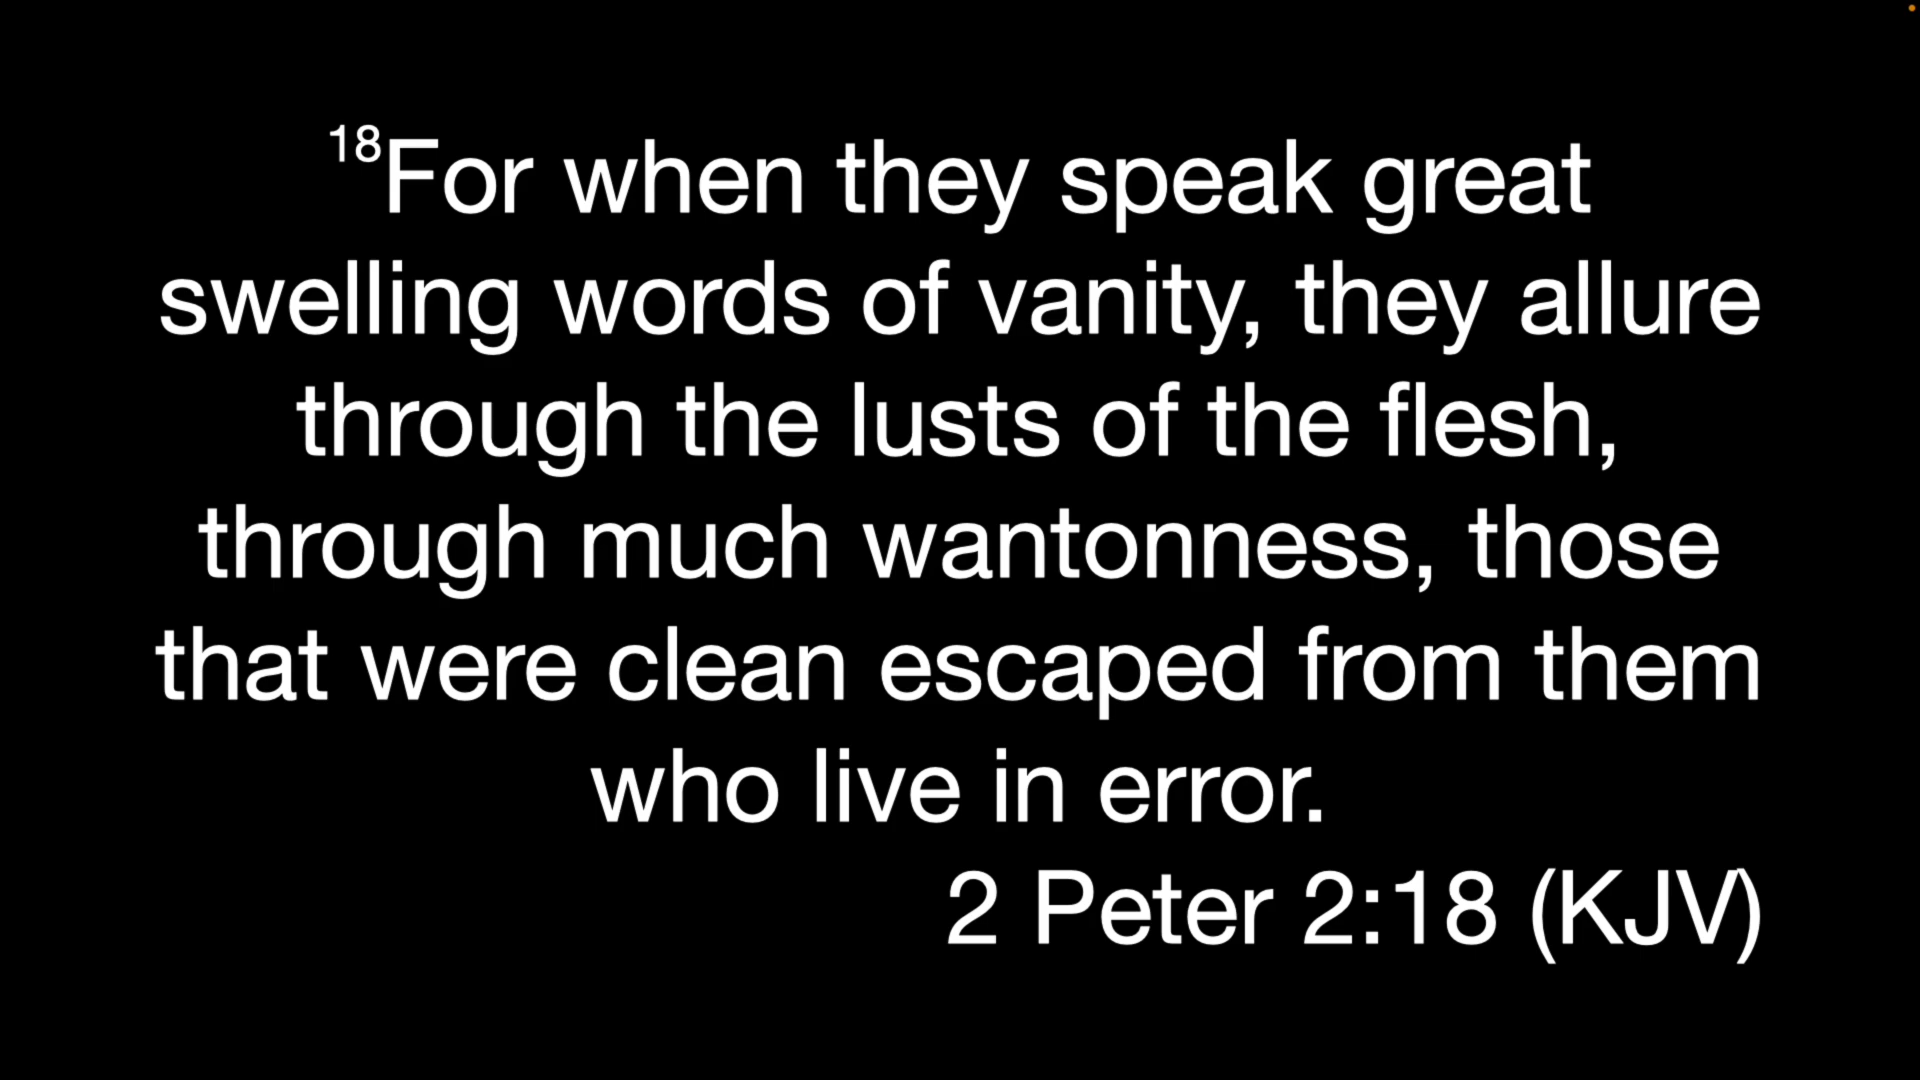 18For when they speak great
swelling words of vanity, they allure
through the lusts of the flesh,
through much wantonness, those
that were clean escaped from them
who live in error.
2 Peter 2:18 (KJV)